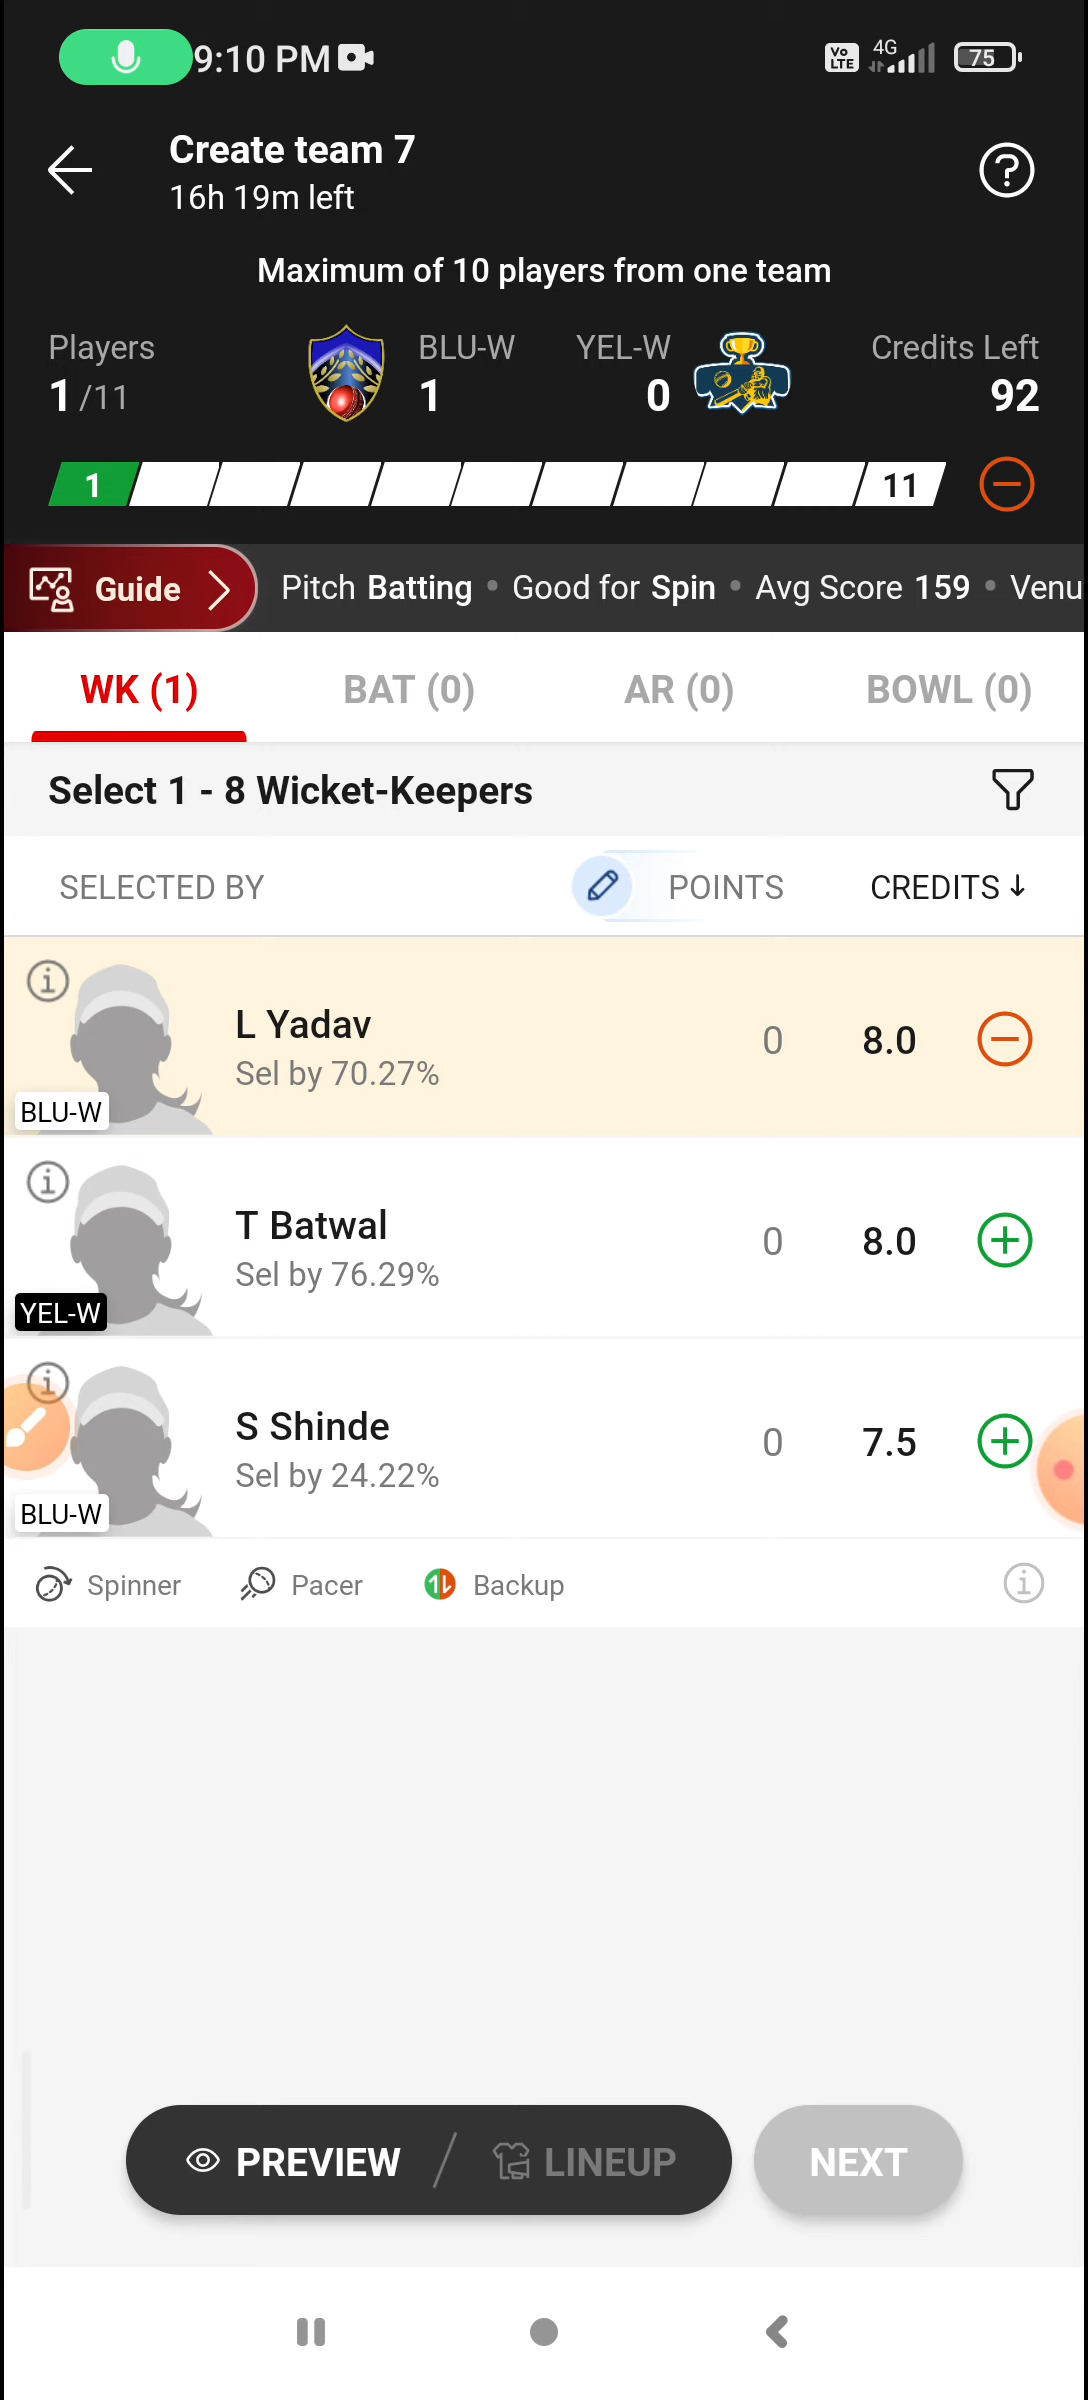 9:10 PM
Vo LTE
4G
75
Create team 7
16h 19m left
Maximum of 10 players from one team
Players
BLU-W
YEL-W
Credits Left
1/11
1
0
92
1
11
Guide
Pitch Batting • Good for Spin • Avg Score 159 • Venu
WK (1)
BAT (0)
AR (0)
BOWL (0)
Select 1 - 8 Wicket-Keepers
SELECTED BY
POINTS
CREDITS ↓
L Yadav
Sel by 70.27%
0
8.0
BLU-W
T Batwal
Sel by 76.29%
0
8.0
YEL-W
S Shinde
Sel by 24.22%
0
7.5
BLU-W
Spinner
Pacer
Backup
PREVIEW
LINEUP
NEXT